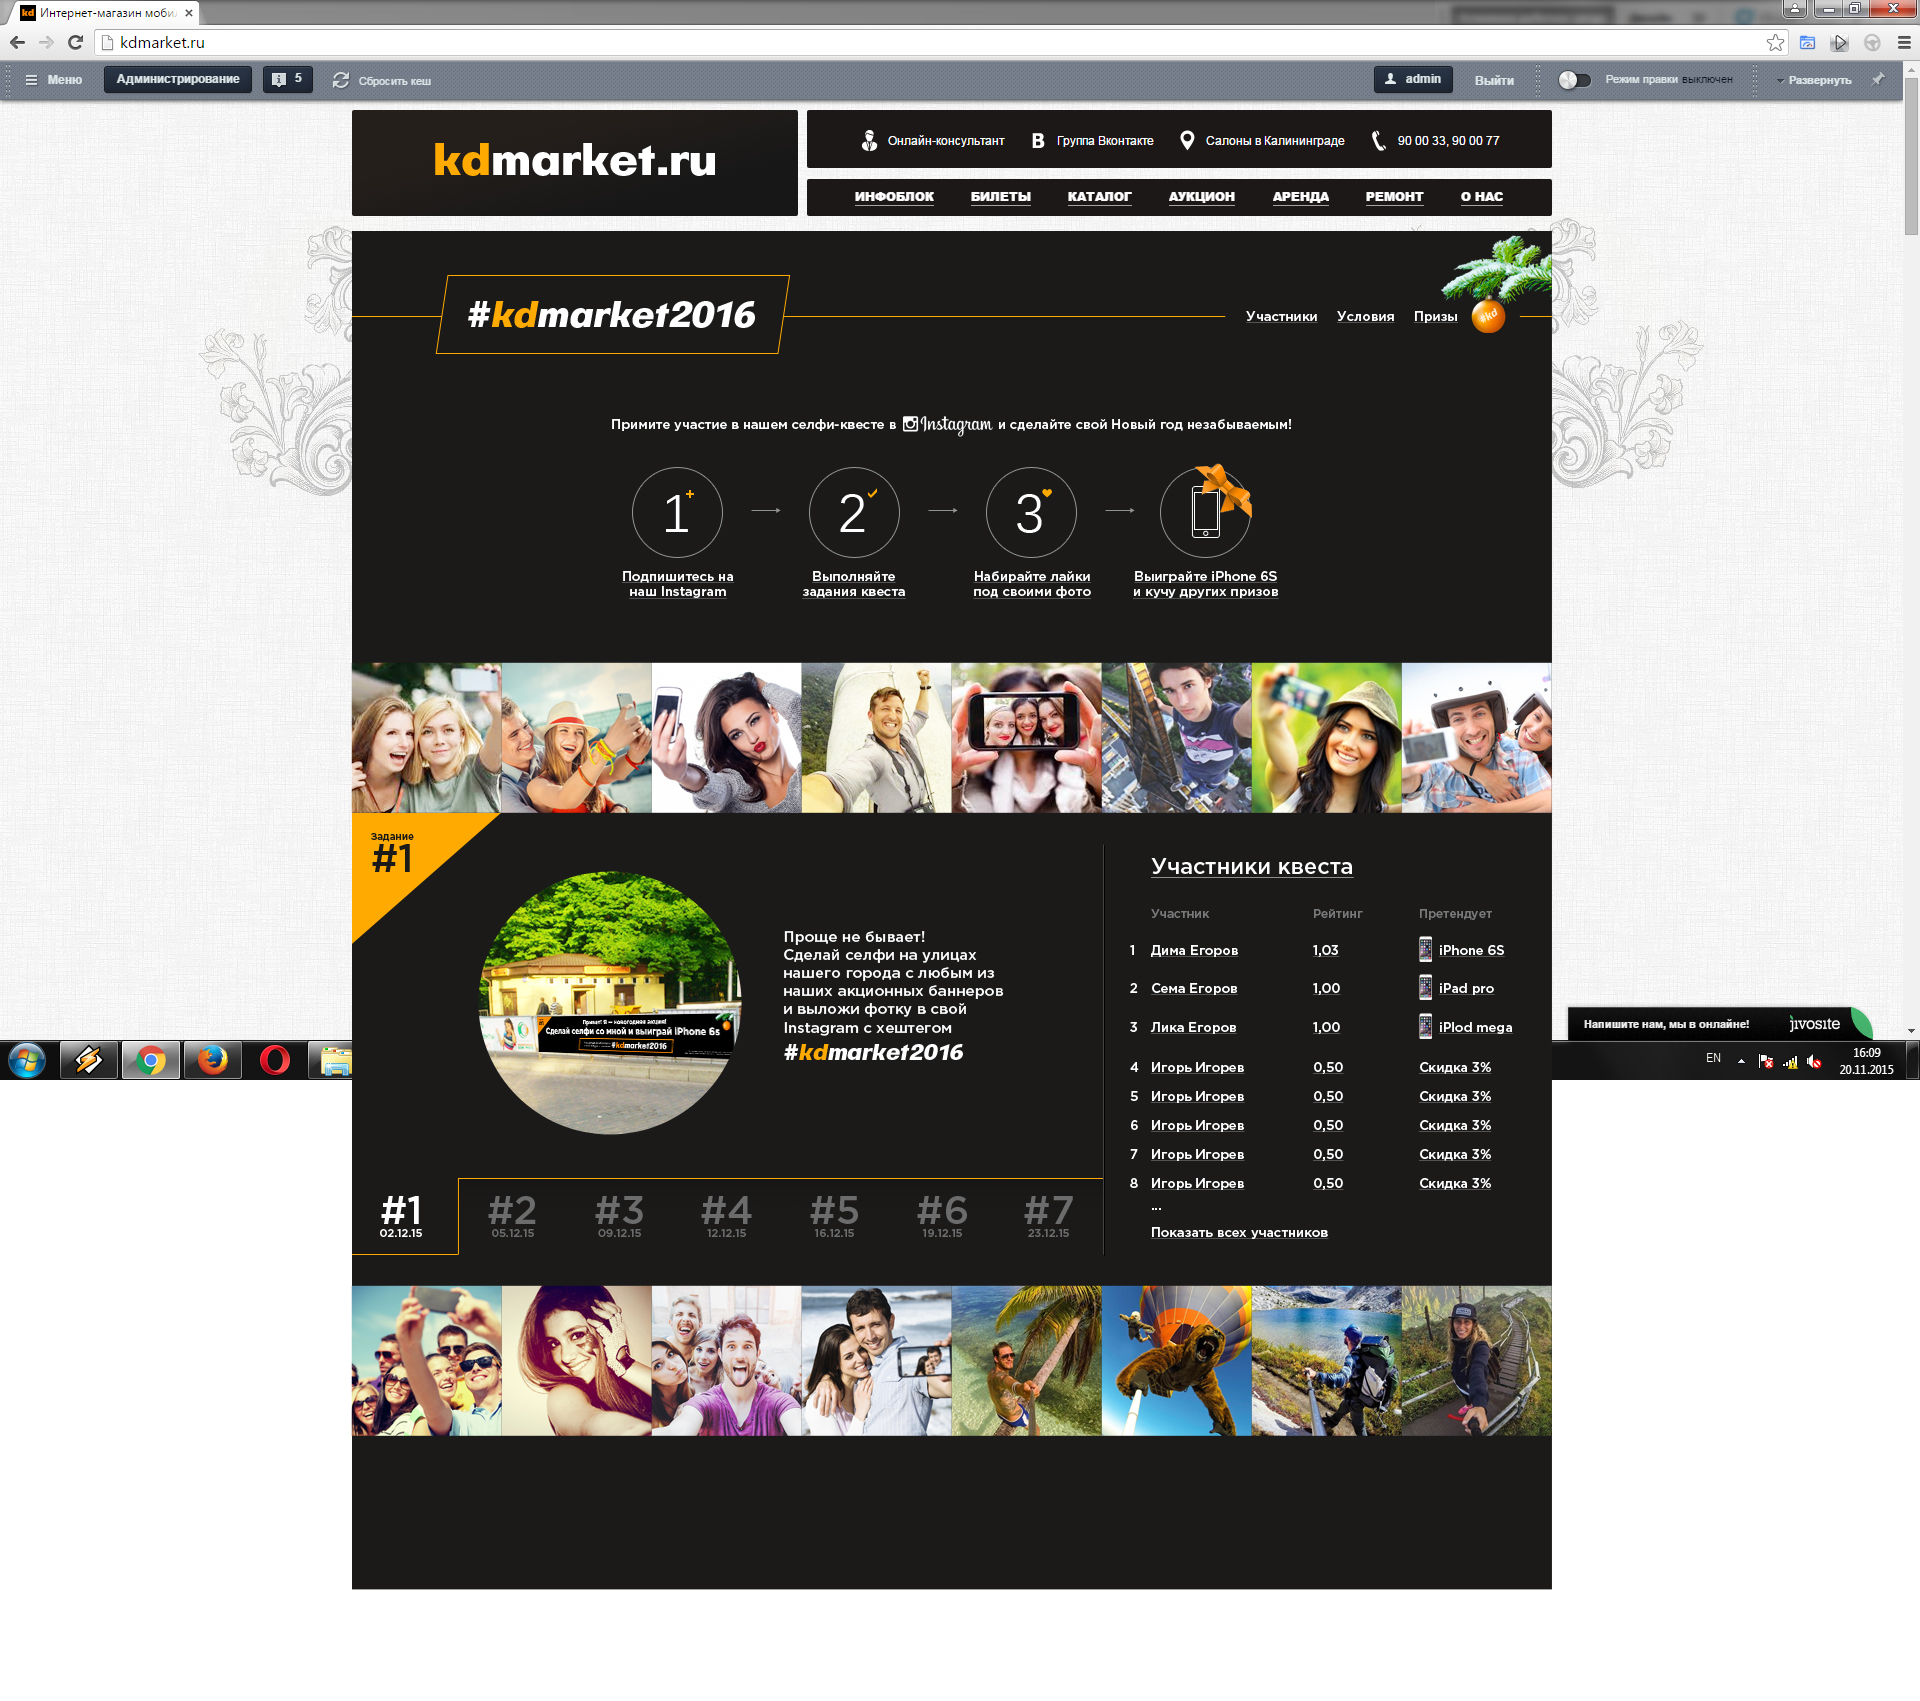 kd Интернет-магазин моби
kdmarket.ru
Меню
Администрирование
5
Сбросить кеш
admin
Выйти
Режим правки выключен
Развернуть
kdmarket.ru
Онлайн-консультант
B Группа Вконтакте
Салоны в Калининграде
90 00 33, 90 00 77
ИНФОБЛОК
БИЛЕТЫ
КАТАЛОГ
АУКЦИОН
АРЕНДА
РЕМОНТ
О НАС
#kdmarket2016
Участники
Условия
Призы
#kd
Примите участие в нашем селфи-квесте в Instagram и сделайте свой Новый год незабываемым!
1
2
3
Подпишитесь на
наш Instagram
Выполняйте
задания квеста
Набирайте лайки
под своими фото
Выиграйте iPhone 6S
и кучу других призов
Задание
#1
Проще не бывает!
Сделай селфи на улицах
нашего города с любым из
наших акционных баннеров
и выложи фотку в свой
Instagram с хештегом
#kdmarket2016
Сделай селфи со мной и выиграй iPhone 6s
#kdmarket2016
#1
02.12.15
#2
05.12.15
#3
09.12.15
#4
12.12.15
#5
16.12.15
#6
19.12.15
#7
23.12.15
Участники квеста
Участник Рейтинг Претендует
1 Дима Егоров 1,03 iPhone 6S
2 Сема Егоров 1,00 iPad pro
3 Лика Егоров 1,00 iPlod mega
4 Игорь Игорев 0,50 Скидка 3%
5 Игорь Игорев 0,50 Скидка 3%
6 Игорь Игорев 0,50 Скидка 3%
7 Игорь Игорев 0,50 Скидка 3%
8 Игорь Игорев 0,50 Скидка 3%
...
Показать всех участников
Напишите нам, мы в онлайне!
jivosite
EN
16:09
20.11.2015